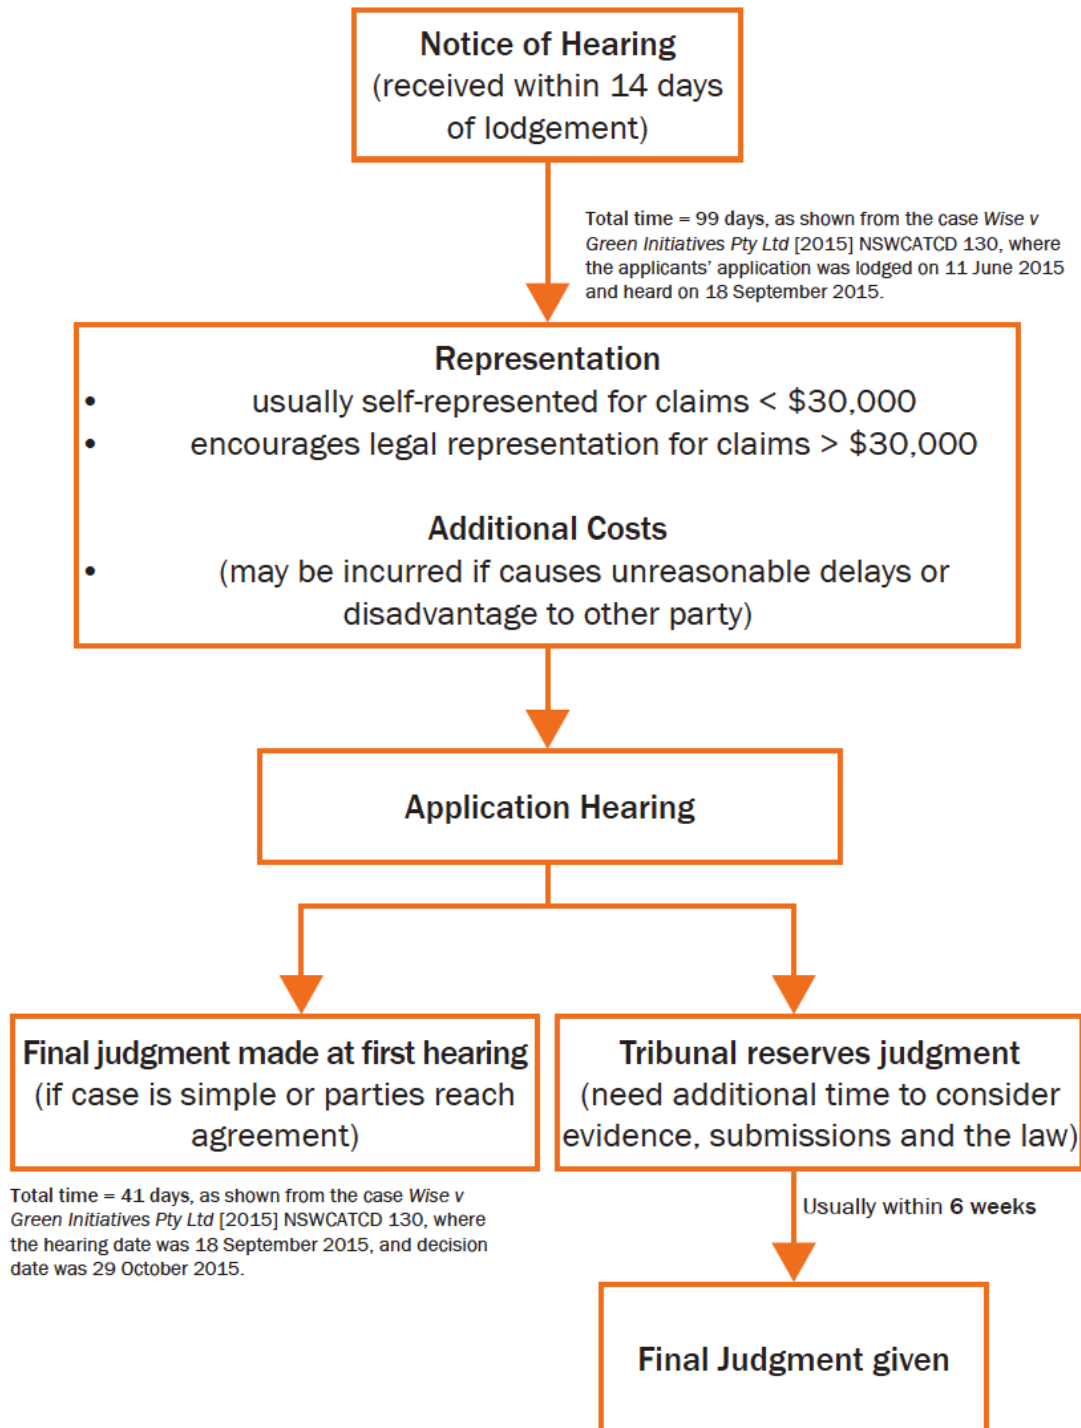 Notice of Hearing
(received within 14 days
of lodgement)
Total time = 99 days, as shown from the case Wise v
Green Initiatives Pty Ltd [2015] NSWCATCD 130, where
the applicants' application was lodged on 11 June 2015
and heard on 18 September 2015.
Representation
• usually self-represented for claims < $30,000
• encourages legal representation for claims > $30,000
Additional Costs
• (may be incurred if causes unreasonable delays or
disadvantage to other party)
Application Hearing
Final judgment made at first hearing
(if case is simple or parties reach
agreement)
Total time = 41 days, as shown from the case Wise v
Green Initiatives Pty Ltd [2015] NSWCATCD 130, where
the hearing date was 18 September 2015, and decision
date was 29 October 2015.
Tribunal reserves judgment
(need additional time to consider
evidence, submissions and the law)
Usually within 6 weeks
Final Judgment given